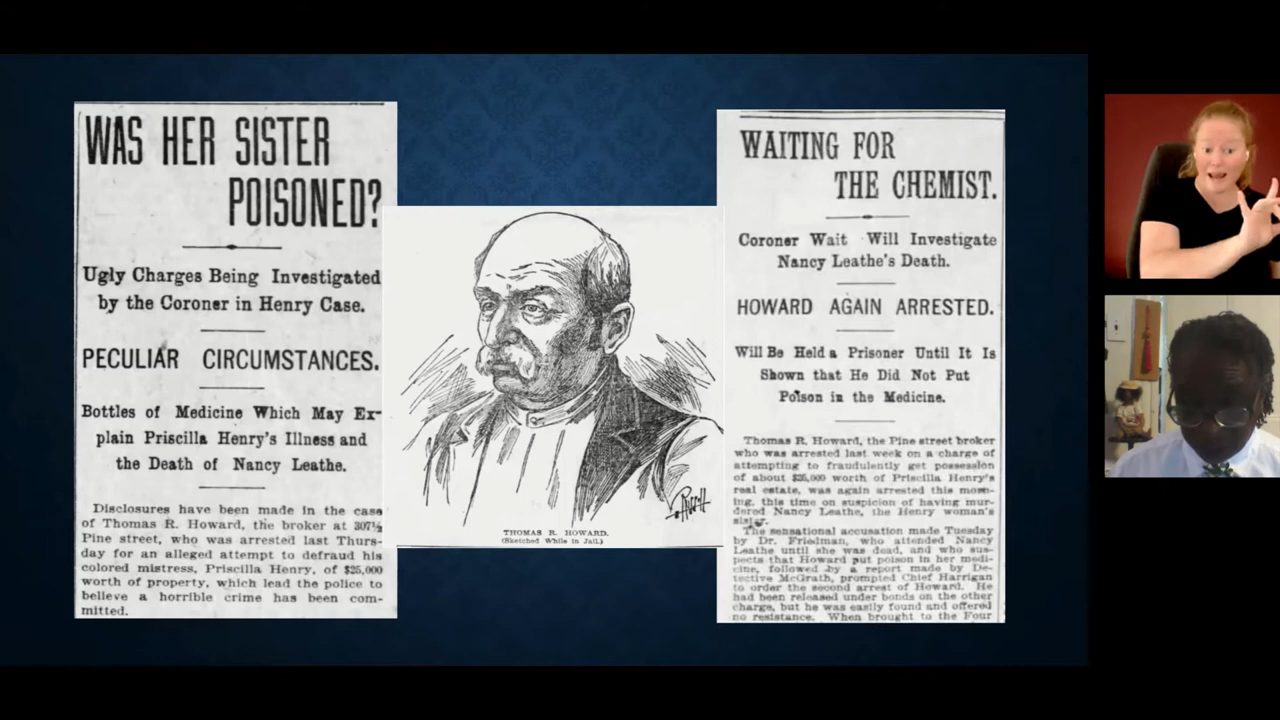 WAS HER SISTER
POISONED?
Ugly Charges Being Investigated
by the Coroner in Henry Case.
PECULIAR CIRCUMSTANCES.
Bottles of Medicine Which May Ex-
plain Priscilla Henry's Illness and
the Death of Nancy Leathe.
Disclosures have been made in the case
of Thomas R. Howard, the broker at 307½
Pine street, who was arrested last Thurs-
day for an alleged attempt to defraud his
colored mistress, Priscilla Henry, of $25,000
worth of property, which lead the police to
believe a horrible crime has been com-
mitted.
THOMAS R. HOWARD.
(Sketched While in Jail.)
WAITING FOR
THE CHEMIST.
Coroner Wait Will Investigate
Nancy Leathe's Death.
HOWARD AGAIN ARRESTED.
Will Be Held a Prisoner Until It Is
Shown that He Did Not Put
Poison in the Medicine.
Thomas R. Howard, the Pine street broker
who was arrested last week on a charge of
attempting to fraudulently get possession
of about $25,000 worth of Priscilla Henry's
real estate, was again arrested this morn-
ing, this time on suspicion of having mur-
dered Nancy Leathe, the Henry woman's
sister.
The sensational accusation made Tuesday
by Dr. Friedman, who attended Nancy
Leathe until she was dead, and who sus-
pects that Howard put poison in her medi-
cine, followed by a report made by De-
tective McGrath, prompted Chief Harrigan
to order the second arrest of Howard. He
had been released under bonds on the other
charge, but he was easily found and offered
no resistance. When brought to the Four